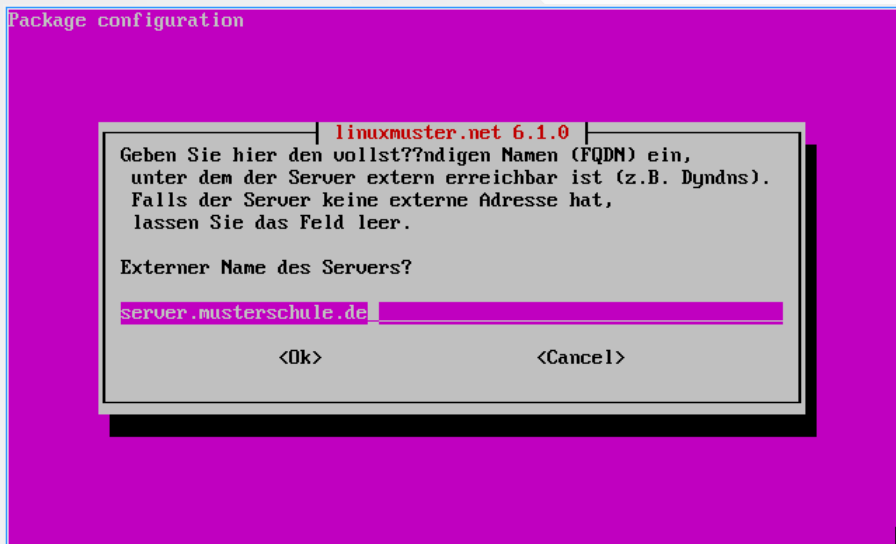 Package configuration
linuxmuster.net 6.1.0
Geben Sie hier den vollst??ndigen Namen (FQDN) ein,
unter dem der Server extern erreichbar ist (z.B. Dyndns).
Falls der Server keine externe Adresse hat,
lassen Sie das Feld leer.
Externer Name des Servers?
server.musterschule.de
<Ok> <Cancel>